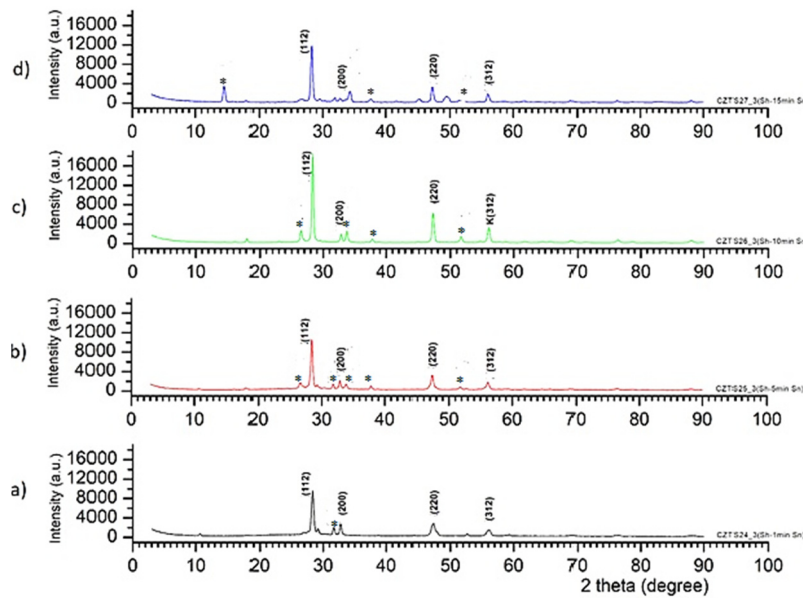 d)
Intensity (a.u.)
16000
12000
8000
4000
0
(112)
(200)
(220)
(312)
*
*
*
CZTS27_3(Sh-15min S
0 10 20 30 40 50 60 70 80 90 100
c)
Intensity (a.u.)
16000
12000
8000
4000
0
(112)
(200)
(220)
K(312)
*
*
*
*
CZTS26_3(Sh-10min S
0 10 20 30 40 50 60 70 80 90 100
b)
Intensity (a.u.)
16000
12000
8000
4000
0
(112)
(200)
(220)
(312)
*
*
*
*
*
CZTS25_3(Sh-5min Sn)
0 10 20 30 40 50 60 70 80 90 100
a)
Intensity (a.u.)
16000
12000
8000
4000
0
(112)
(200)
(220)
(312)
*
CZTS24_3(Sh-1min Sn)
0 10 20 30 40 50 60 70 80 90 100
2 theta (degree)